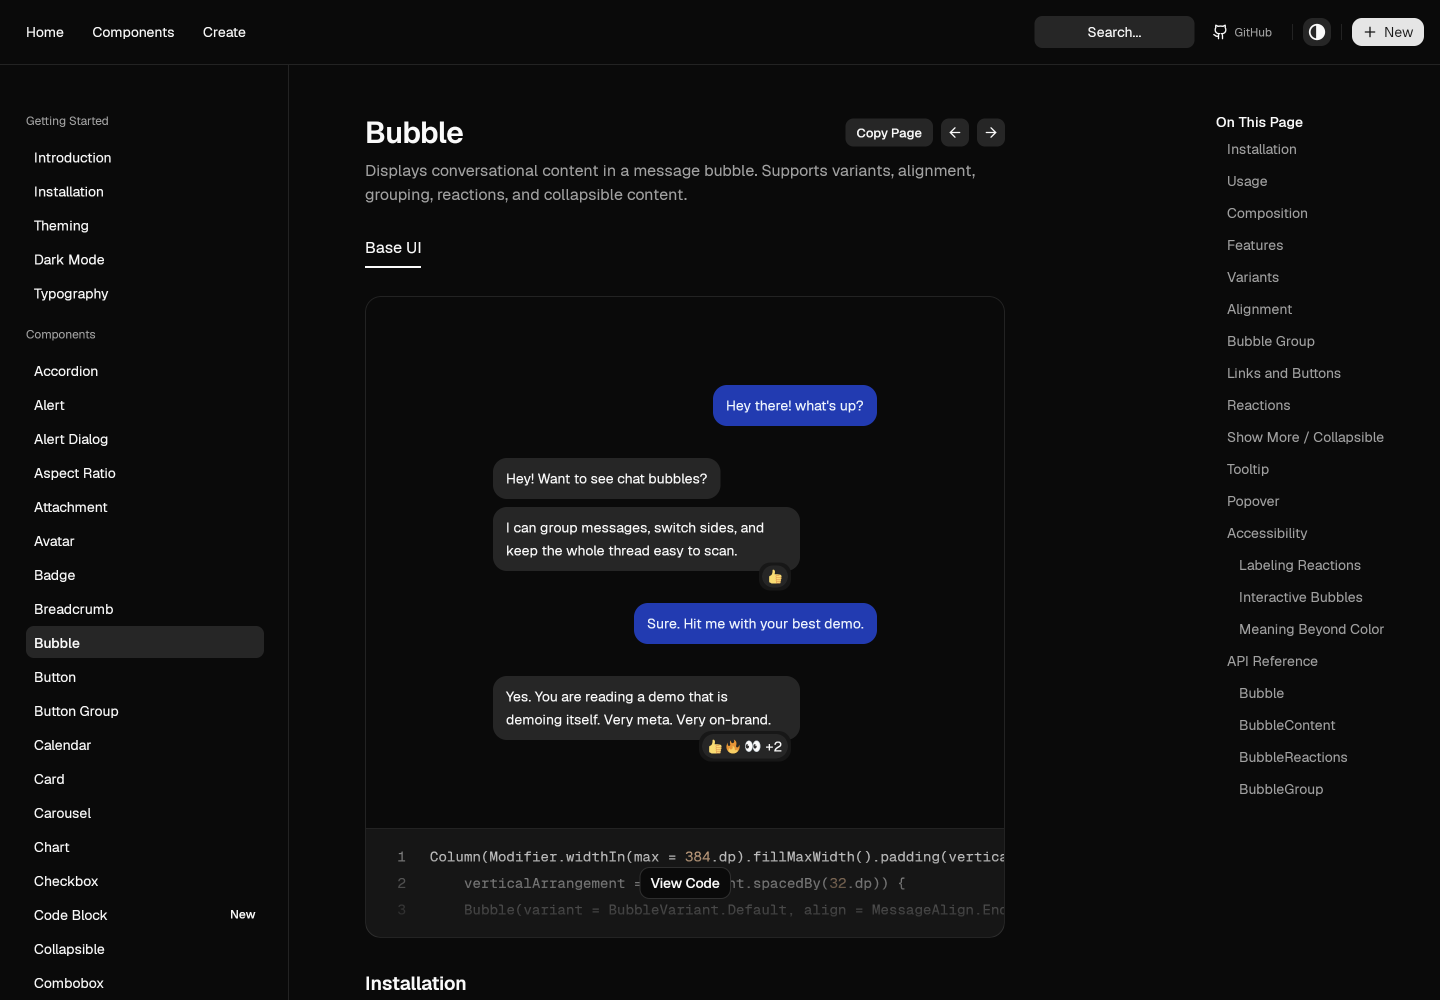 Home
Components
Create
Search...
GitHub
New
Getting Started
Introduction
Installation
Theming
Dark Mode
Typography
Components
Accordion
Alert
Alert Dialog
Aspect Ratio
Attachment
Avatar
Badge
Breadcrumb
Bubble
Button
Button Group
Calendar
Card
Carousel
Chart
Checkbox
Code Block New
Collapsible
Combobox
Bubble
Copy Page
Displays conversational content in a message bubble. Supports variants, alignment,
grouping, reactions, and collapsible content.
Base UI
Hey there! what's up?
Hey! Want to see chat bubbles?
I can group messages, switch sides, and
keep the whole thread easy to scan.
👍
Sure. Hit me with your best demo.
Yes. You are reading a demo that is
demoing itself. Very meta. Very on-brand.
👍🔥👀 +2
1 Column(Modifier.widthIn(max = 384.dp).fillMaxWidth().padding(vertica
2 verticalArrangement = nt.spacedBy(32.dp)) {
View Code
3 Bubble(variant = BubbleVariant.Default, align = MessageAlign.End
Installation
On This Page
Installation
Usage
Composition
Features
Variants
Alignment
Bubble Group
Links and Buttons
Reactions
Show More / Collapsible
Tooltip
Popover
Accessibility
Labeling Reactions
Interactive Bubbles
Meaning Beyond Color
API Reference
Bubble
BubbleContent
BubbleReactions
BubbleGroup